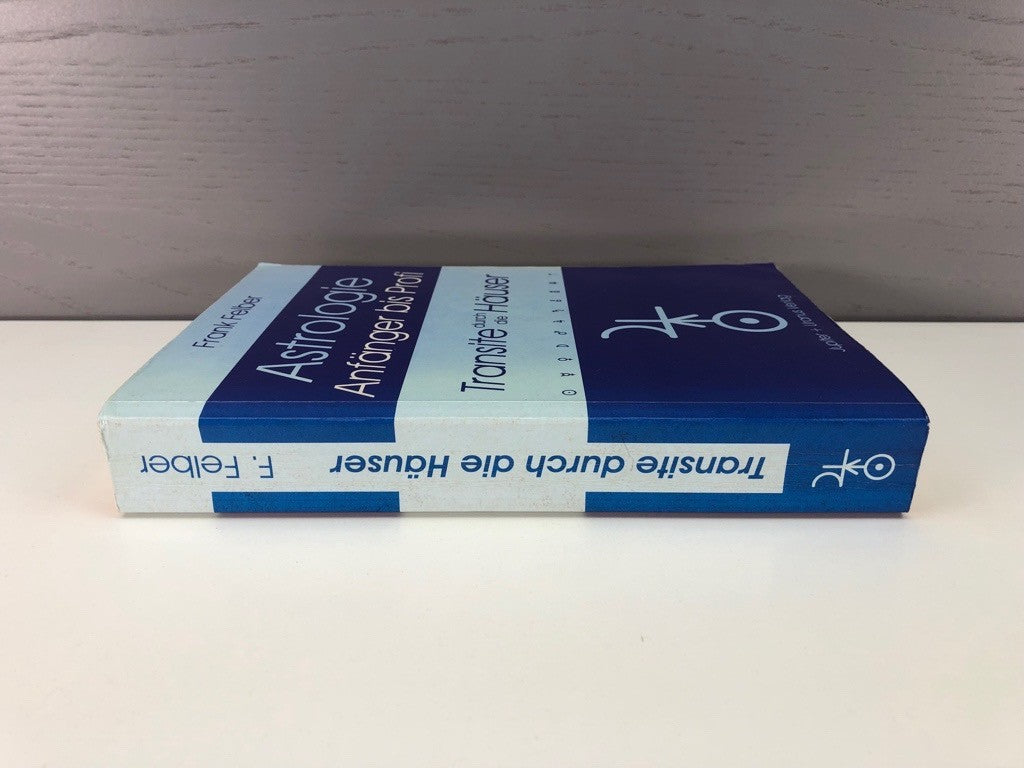 Frank Felber
Astrologie
Anfänger bis Profi
Transite durch die Häuser
F. Felber
Transite durch die Häuser